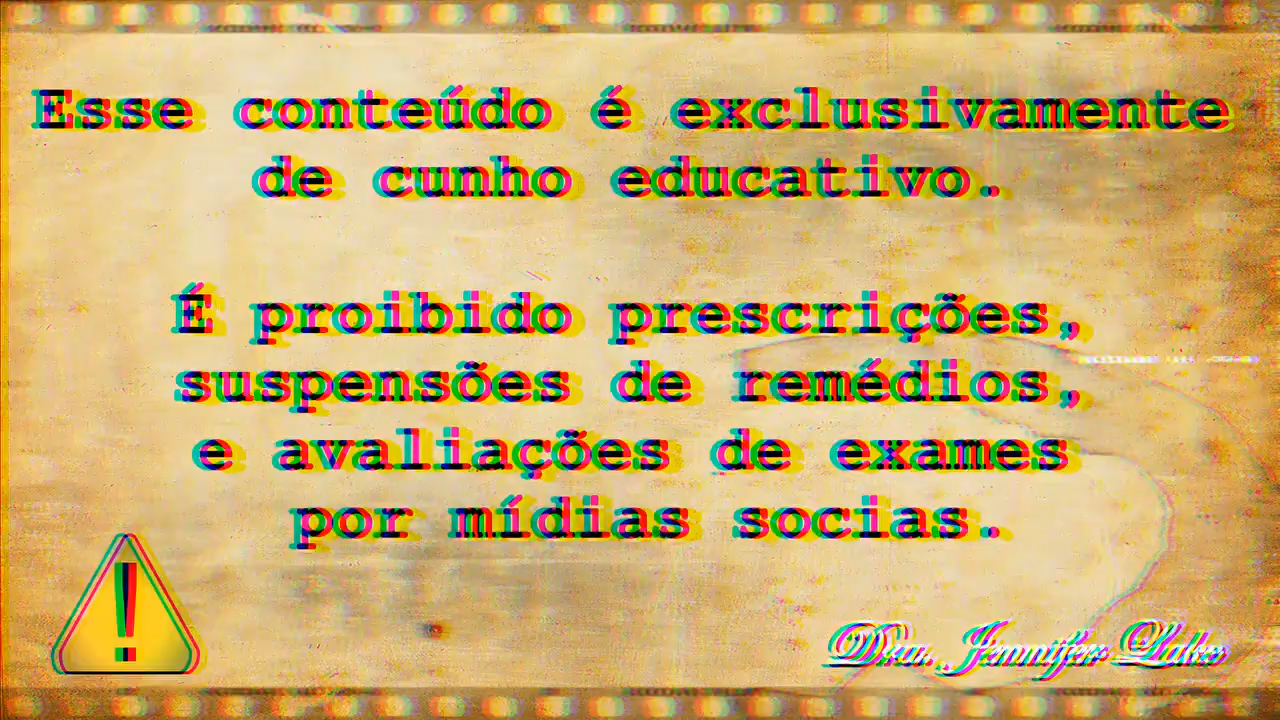 Esse conteúdo é exclusivamente
de cunho educativo.
É proibido prescrições,
suspensões de remédios,
e avaliações de exames
por mídias socias.
Dra. Jennifer